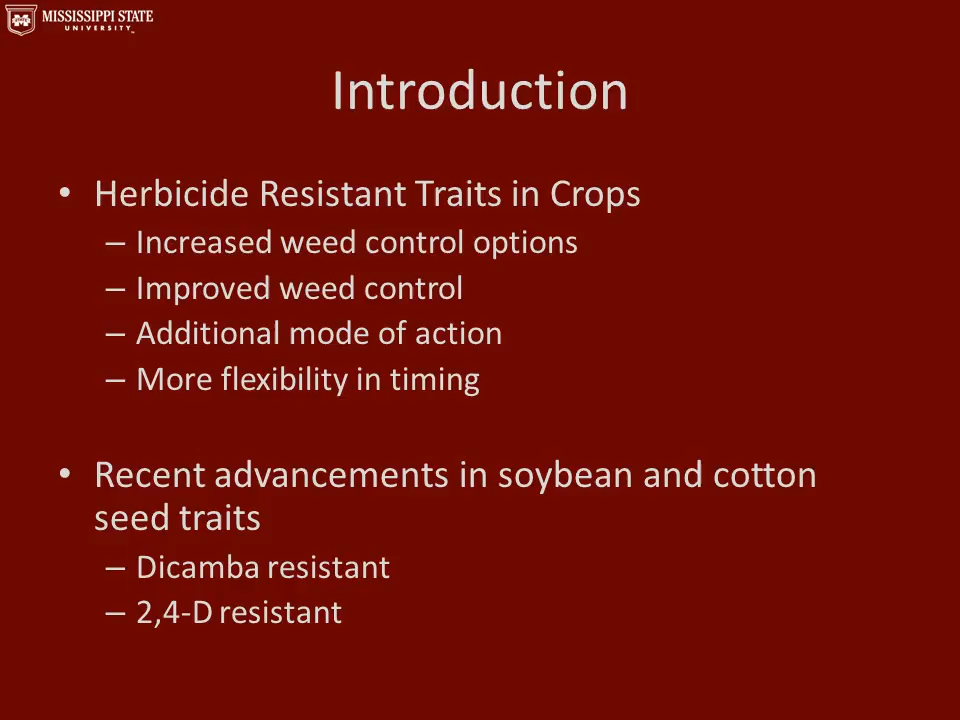 MISSISSIPPI STATE
UNIVERSITY™
Introduction
• Herbicide Resistant Traits in Crops
– Increased weed control options
– Improved weed control
– Additional mode of action
– More flexibility in timing
• Recent advancements in soybean and cotton
seed traits
– Dicamba resistant
– 2,4-D resistant